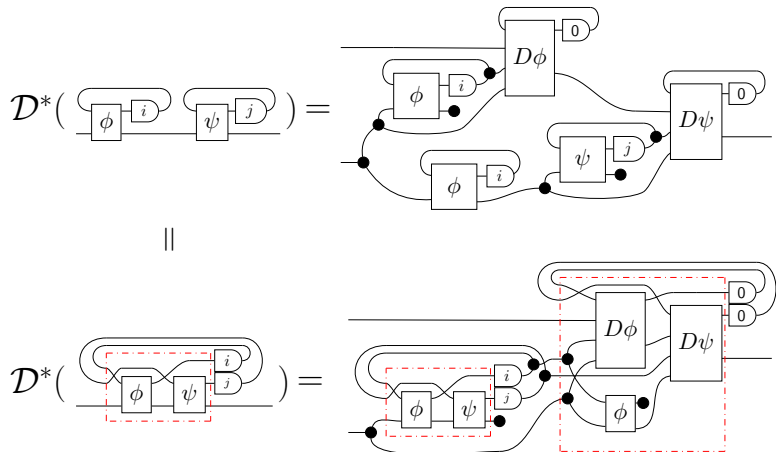 𝒟*( ϕ i ψ j ) = ϕ i Dϕ 0 ϕ i ψ j Dψ 0
||
𝒟*( ϕ ψ i j ) = ϕ ψ i j Dϕ ϕ Dψ 0 0